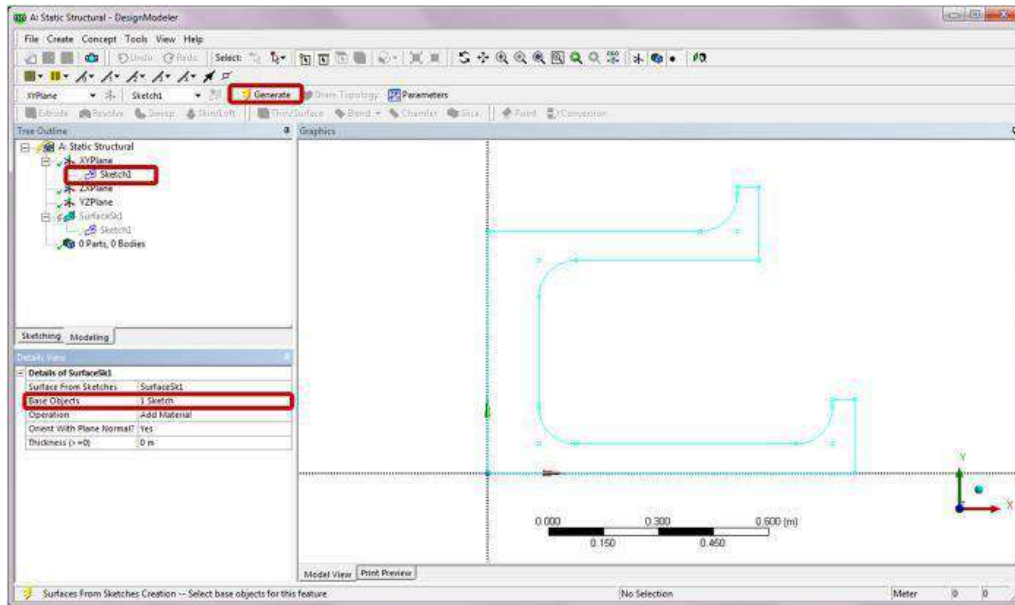 A: Static Structural - DesignModeler
File Create Concept Tools View Help
Undo Redo Select:
XYPlane Sketch1 Generate Share Topology Parameters
Extrude Revolve Sweep Skin/Loft Thin/Surface Blend Chamfer Slice Point Conversion
Tree Outline
A: Static Structural
XYPlane
Sketch1
ZXPlane
YZPlane
SurfaceSk1
Sketch1
0 Parts, 0 Bodies
Sketching Modeling
Details View
Details of SurfaceSk1
Surface From Sketches SurfaceSk1
Base Objects 1 Sketch
Operation Add Material
Orient With Plane Normal? Yes
Thickness (>=0) 0 m
Graphics
Y
X
0.000 0.300 0.600 (m)
0.150 0.450
Model View Print Preview
Surfaces From Sketches Creation -- Select base objects for this feature No Selection Meter 0 0